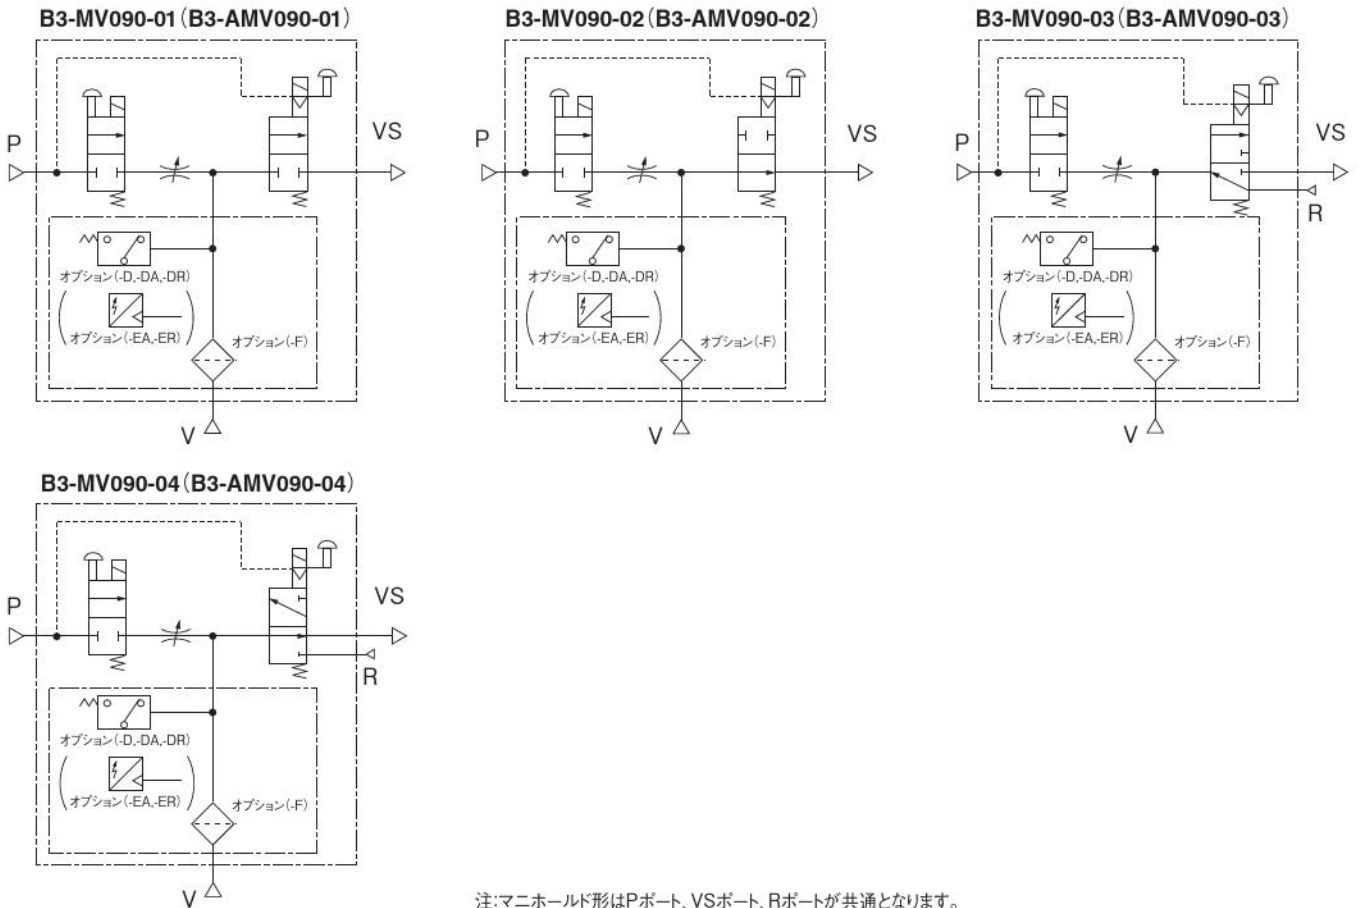 B3-MV090-01(B3-AMV090-01)
P
VS
オプション(-D,-DA,-DR)
オプション(-EA,-ER)
オプション(-F)
V
B3-MV090-02(B3-AMV090-02)
P
VS
オプション(-D,-DA,-DR)
オプション(-EA,-ER)
オプション(-F)
V
B3-MV090-03(B3-AMV090-03)
P
VS
R
オプション(-D,-DA,-DR)
オプション(-EA,-ER)
オプション(-F)
V
B3-MV090-04(B3-AMV090-04)
P
VS
R
オプション(-D,-DA,-DR)
オプション(-EA,-ER)
オプション(-F)
V
注:マニホールド形はPポート、VSポート、Rポートが共通となります。